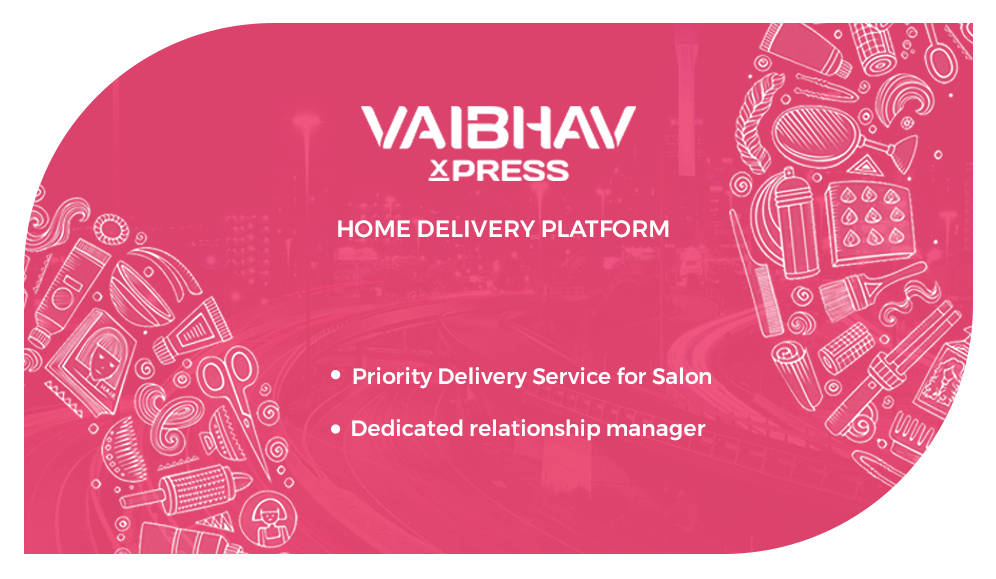 VAIBHAV
XPRESS
HOME DELIVERY PLATFORM
• Priority Delivery Service for Salon
• Dedicated relationship manager